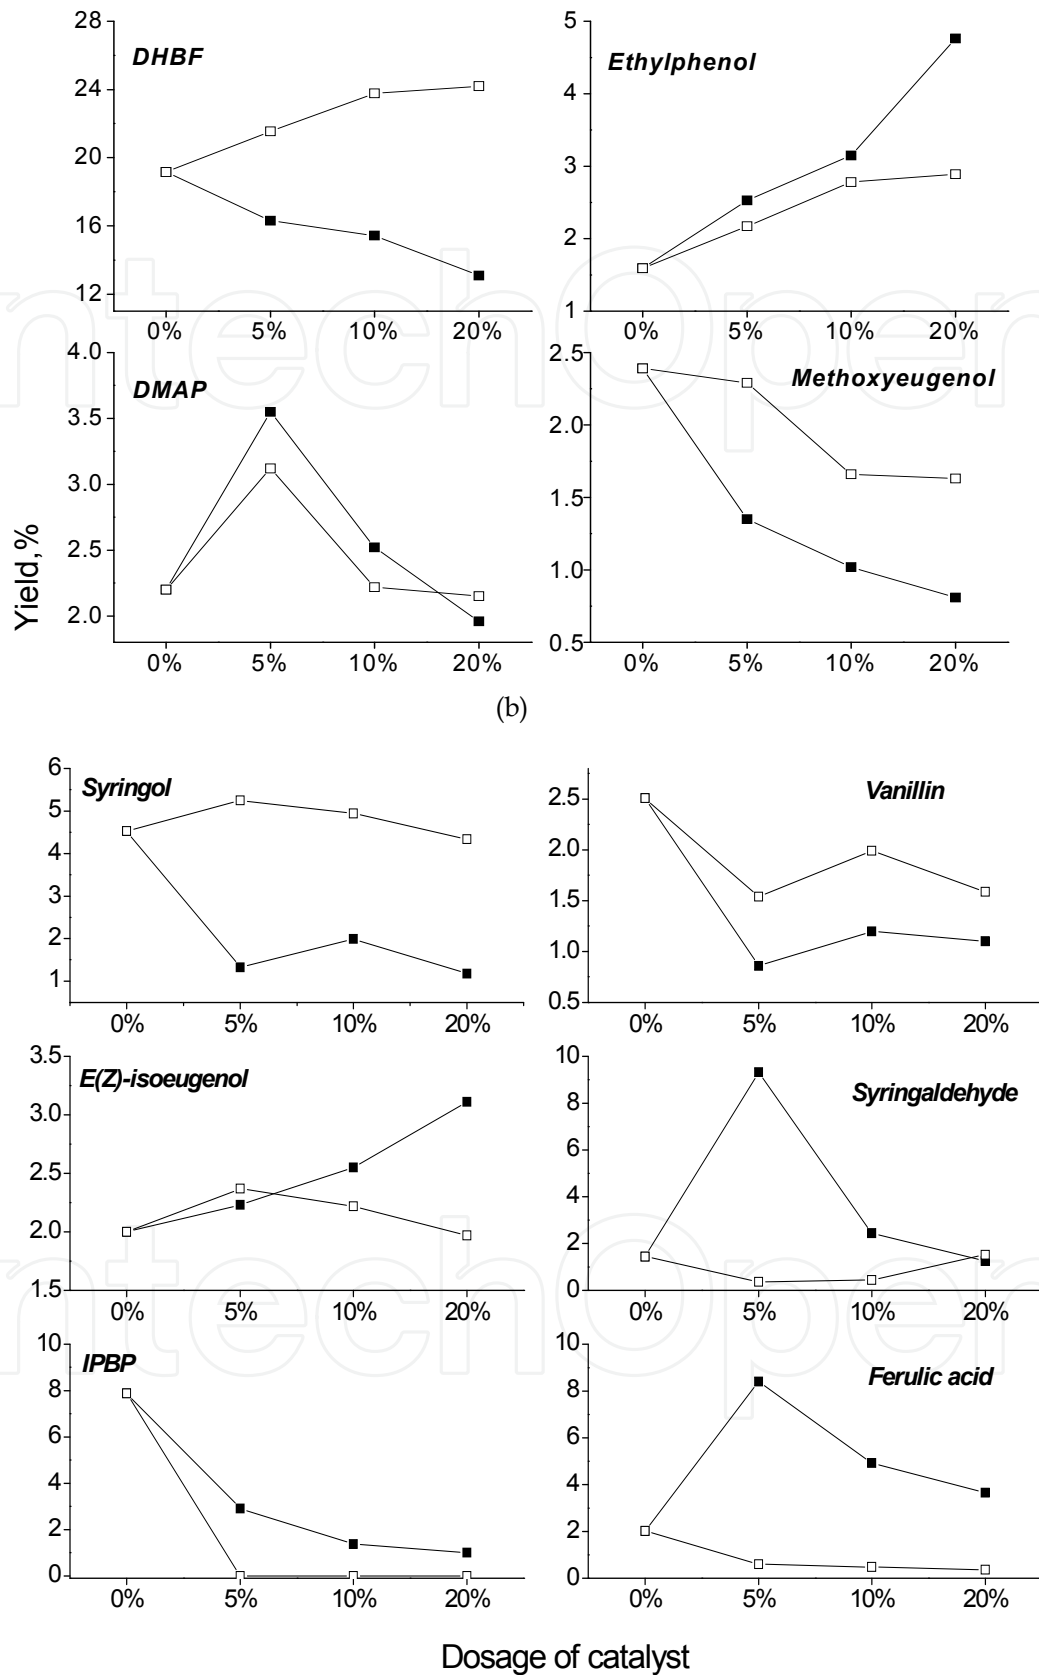 DHBF
28
24
20
16
12
0% 5% 10% 20%
Ethylphenol
5
4
3
2
1
0% 5% 10% 20%
Yield,%
DMAP
4.0
3.5
3.0
2.5
2.0
0% 5% 10% 20%
Methoxyeugenol
2.5
2.0
1.5
1.0
0.5
0% 5% 10% 20%
(b)
Syringol
6
5
4
3
2
1
0% 5% 10% 20%
Vanillin
2.5
2.0
1.5
1.0
0.5
0% 5% 10% 20%
E(Z)-isoeugenol
3.5
3.0
2.5
2.0
1.5
0% 5% 10% 20%
Syringaldehyde
10
8
6
4
2
0
0% 5% 10% 20%
IPBP
10
8
6
4
2
0
0% 5% 10% 20%
Ferulic acid
10
8
6
4
2
0
0% 5% 10% 20%
Dosage of catalyst